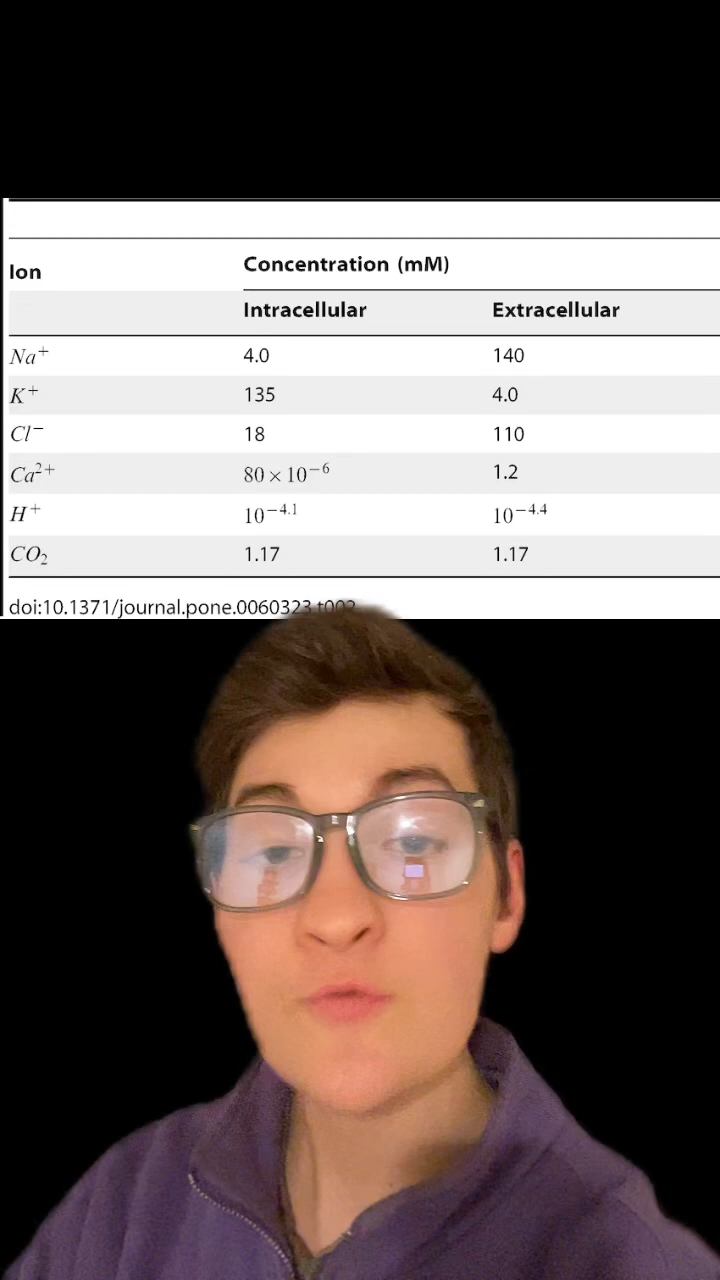 Ion Concentration (mM)
Intracellular Extracellular
Na⁺ 4.0 140
K⁺ 135 4.0
Cl⁻ 18 110
Ca²⁺ 80 × 10⁻⁶ 1.2
H⁺ 10⁻⁴·¹ 10⁻⁴·⁴
CO₂ 1.17 1.17
doi:10.1371/journal.pone.0060323.t002